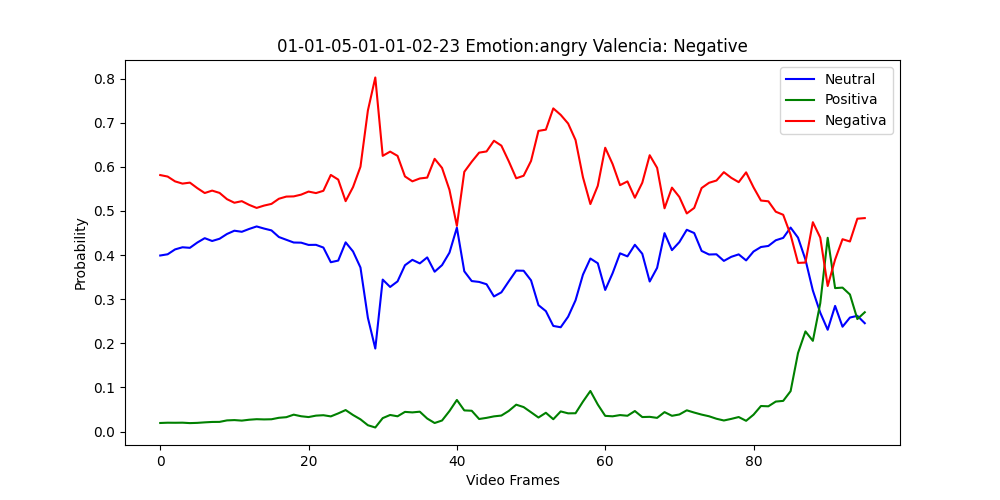 01-01-05-01-01-02-23 Emotion:angry Valencia: Negative
Neutral
Positiva
Negativa
Probability
0.8
0.7
0.6
0.5
0.4
0.3
0.2
0.1
0.0
0 20 40 60 80
Video Frames